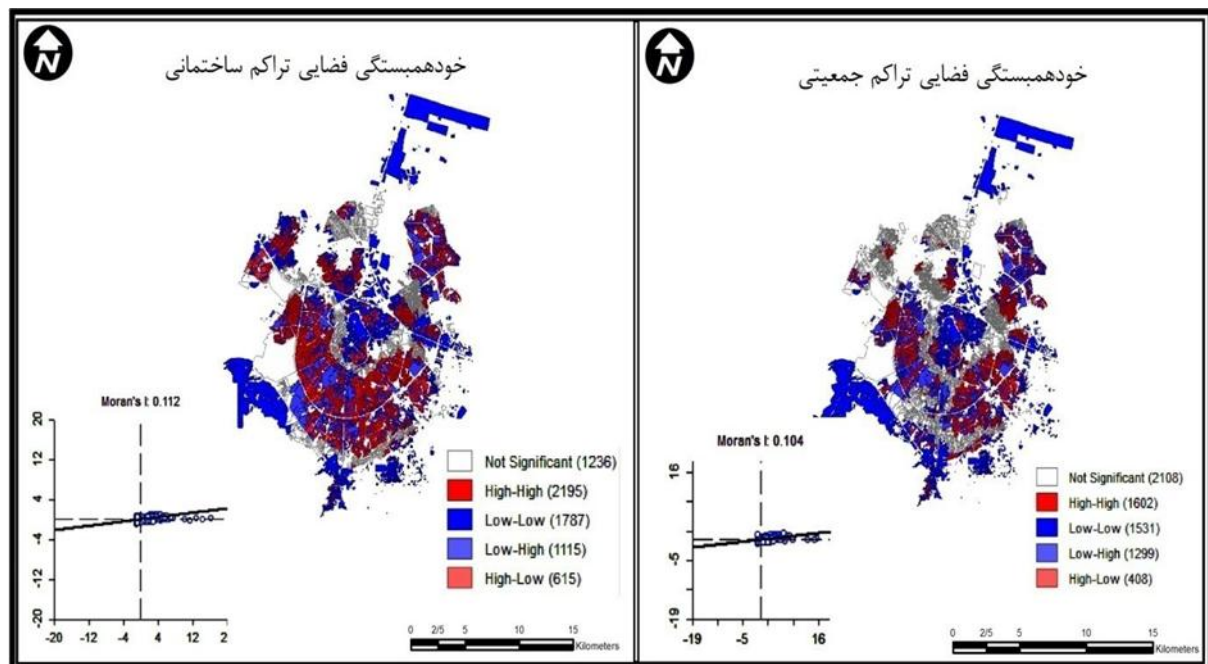 N
خودهمبستگی فضایی تراکم ساختمانی
Moran's I: 0.112
20
12
4
-4
-12
-20
-20
-12
-4
4
12
2
Not Significant (1236)
High-High (2195)
Low-Low (1787)
Low-High (1115)
High-Low (615)
0 2/5 5 10 15
Kilometers
N
خودهمبستگی فضایی تراکم جمعیتی
Moran's I: 0.104
16
5
-5
-19
-19
-5
5
16
Not Significant (2108)
High-High (1602)
Low-Low (1531)
Low-High (1299)
High-Low (408)
0 2/5 5 10 15
Kilometers